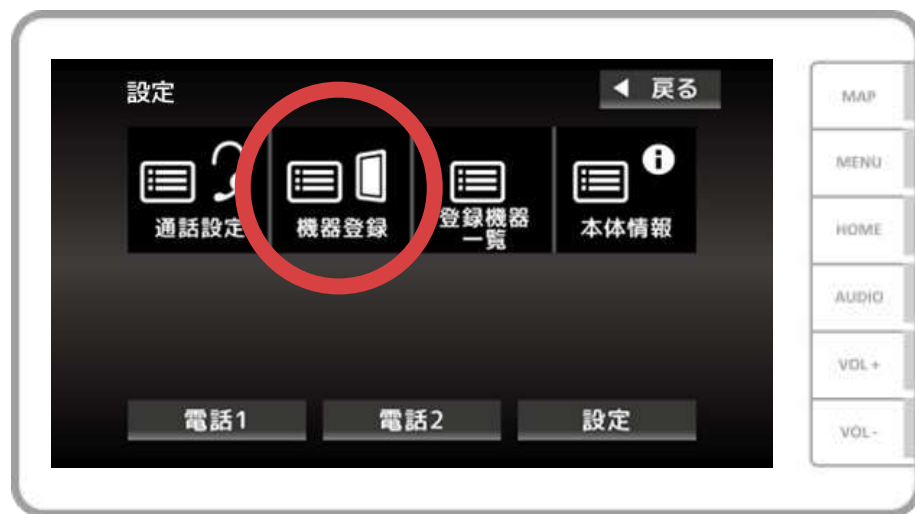 設定
◀ 戻る
通話設定
機器登録
登録機器
一覧
本体情報
電話1
電話2
設定
MAP
MENU
HOME
AUDIO
VOL +
VOL -